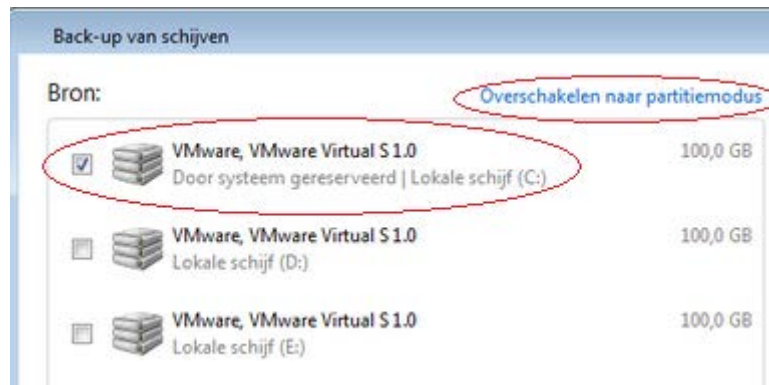 Back-up van schijven
Bron:
Overschakelen naar partitiemodus
VMware, VMware Virtual S 1.0
100,0 GB
Door systeem gereserveerd | Lokale schijf (C:)
VMware, VMware Virtual S 1.0
100,0 GB
Lokale schijf (D:)
VMware, VMware Virtual S 1.0
100,0 GB
Lokale schijf (E:)